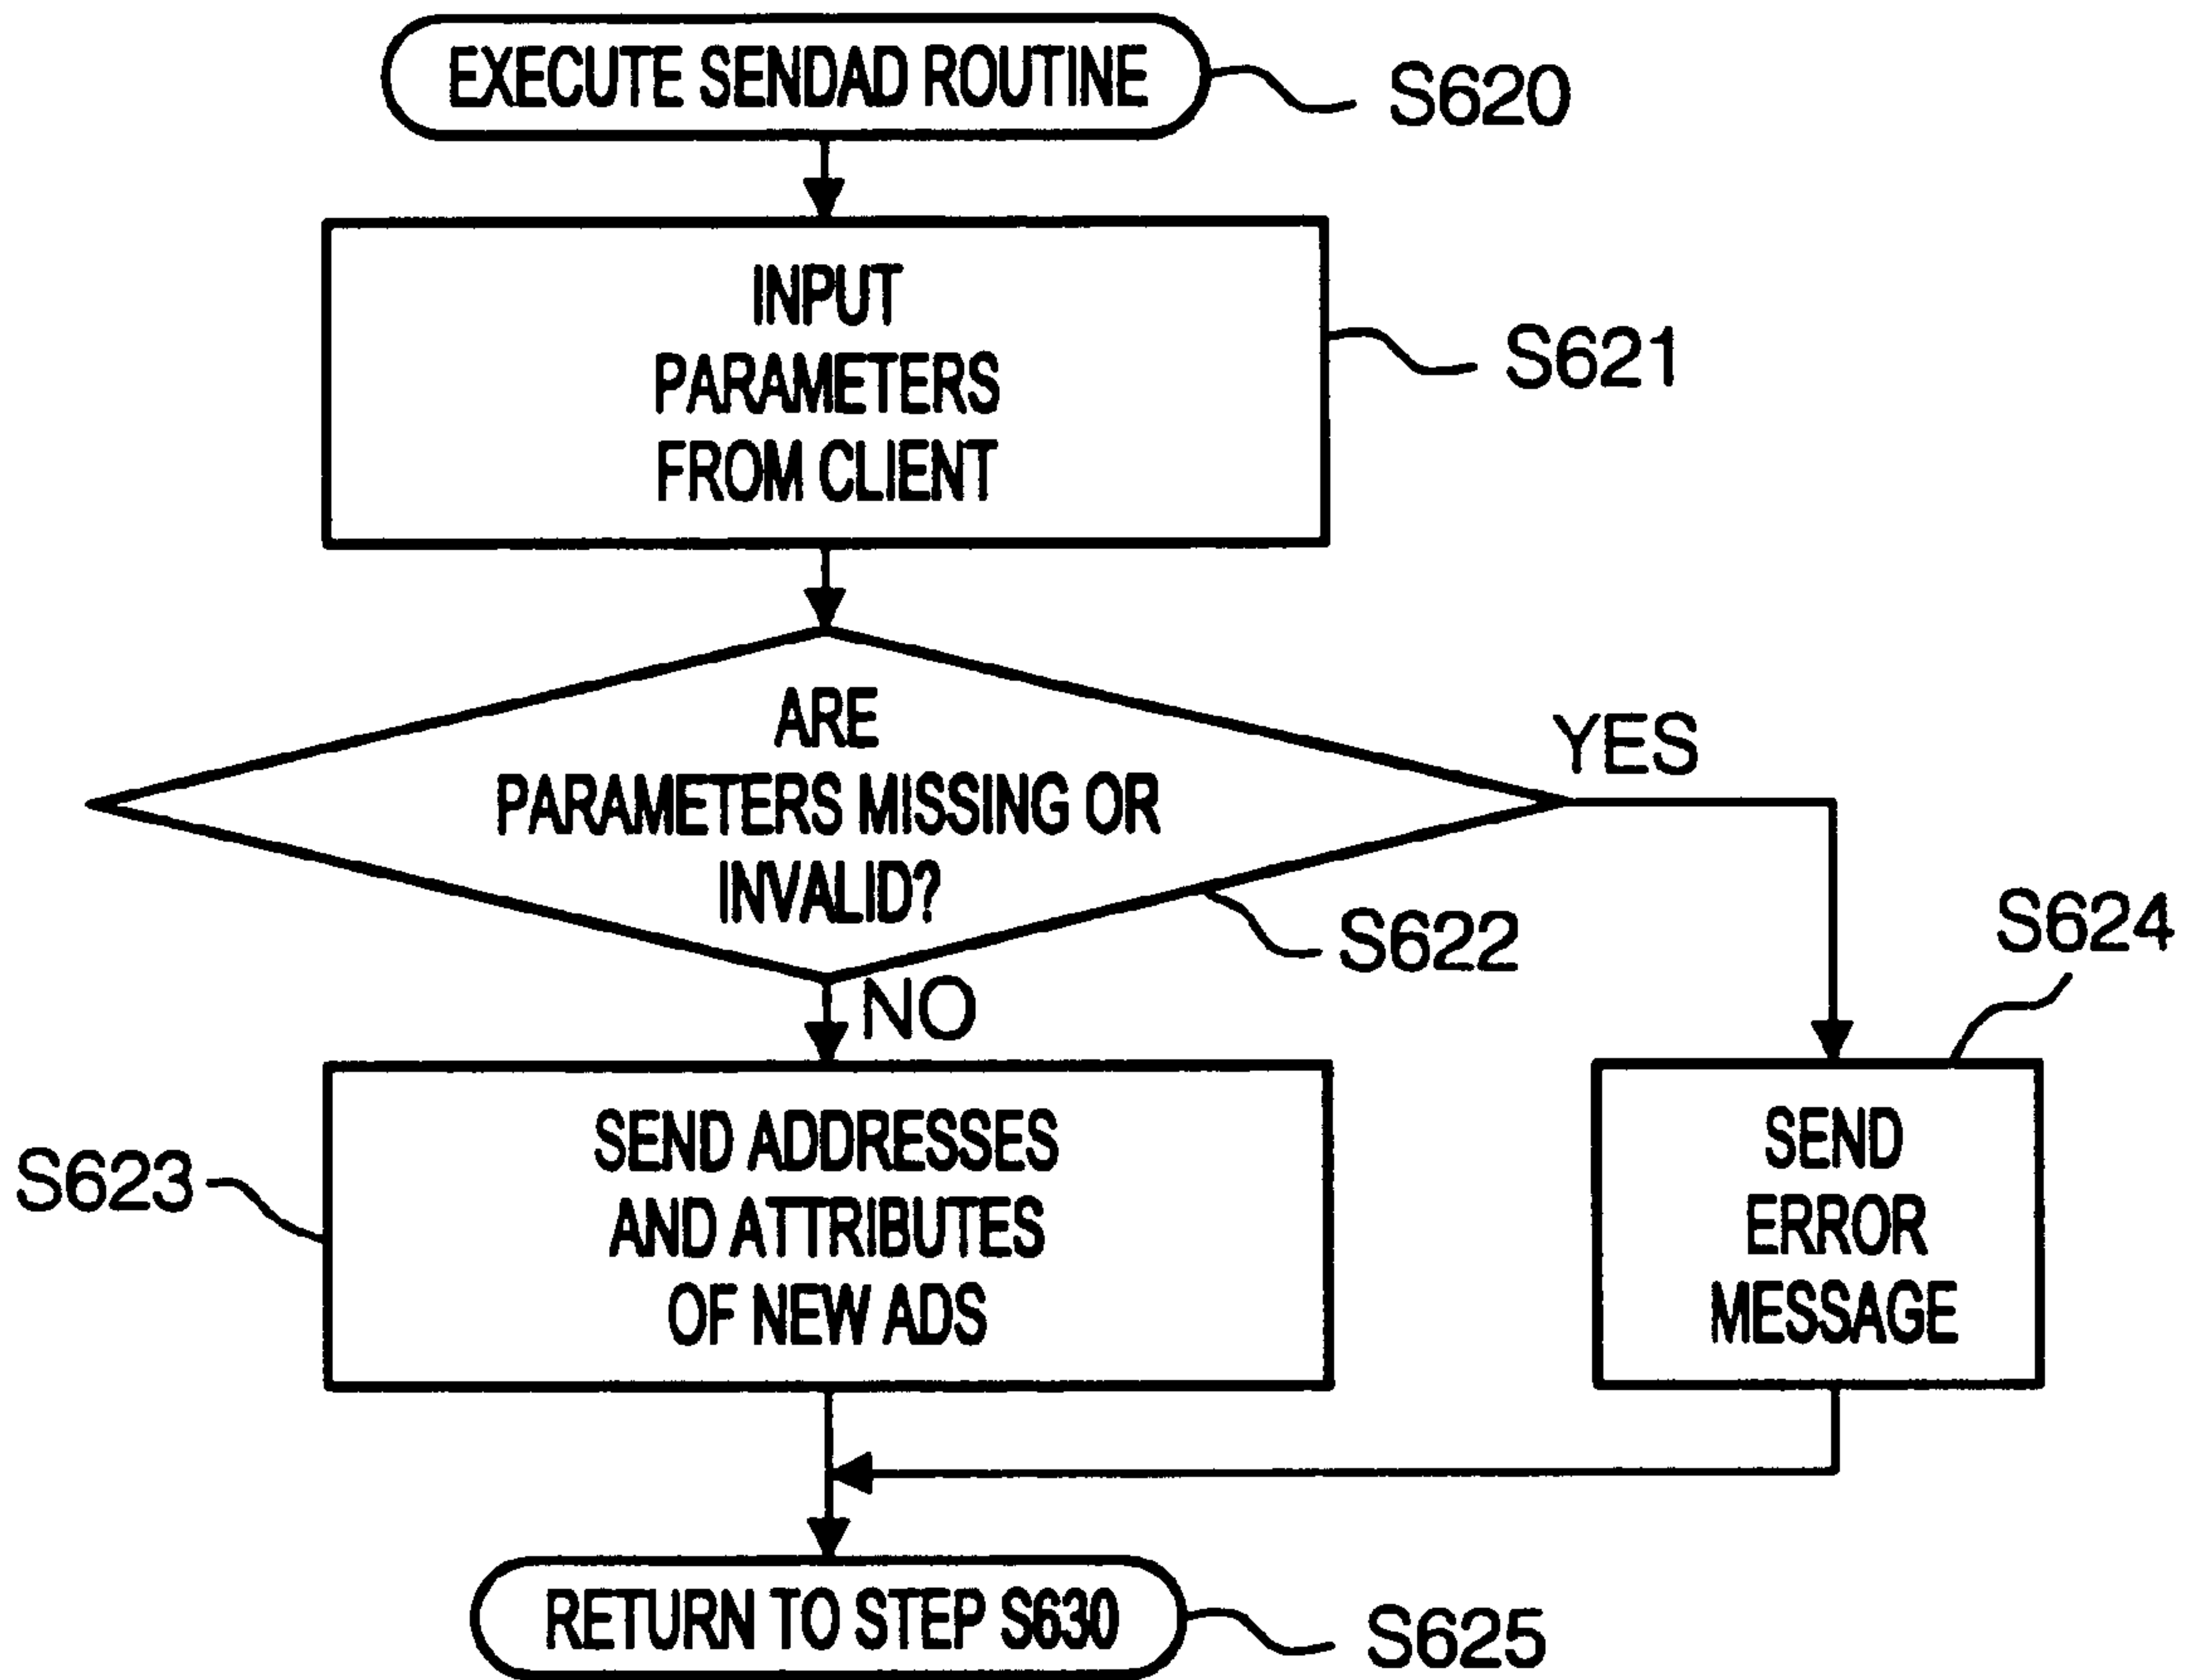 EXECUTE SENDAD ROUTINE
S620
INPUT
PARAMETERS
FROM CLIENT
S621
ARE
PARAMETERS MISSING OR
INVALID?
YES
S622
NO
S624
SEND ADDRESSES
AND ATTRIBUTES
OF NEW ADS
S623
SEND
ERROR
MESSAGE
RETURN TO STEP S630
S625